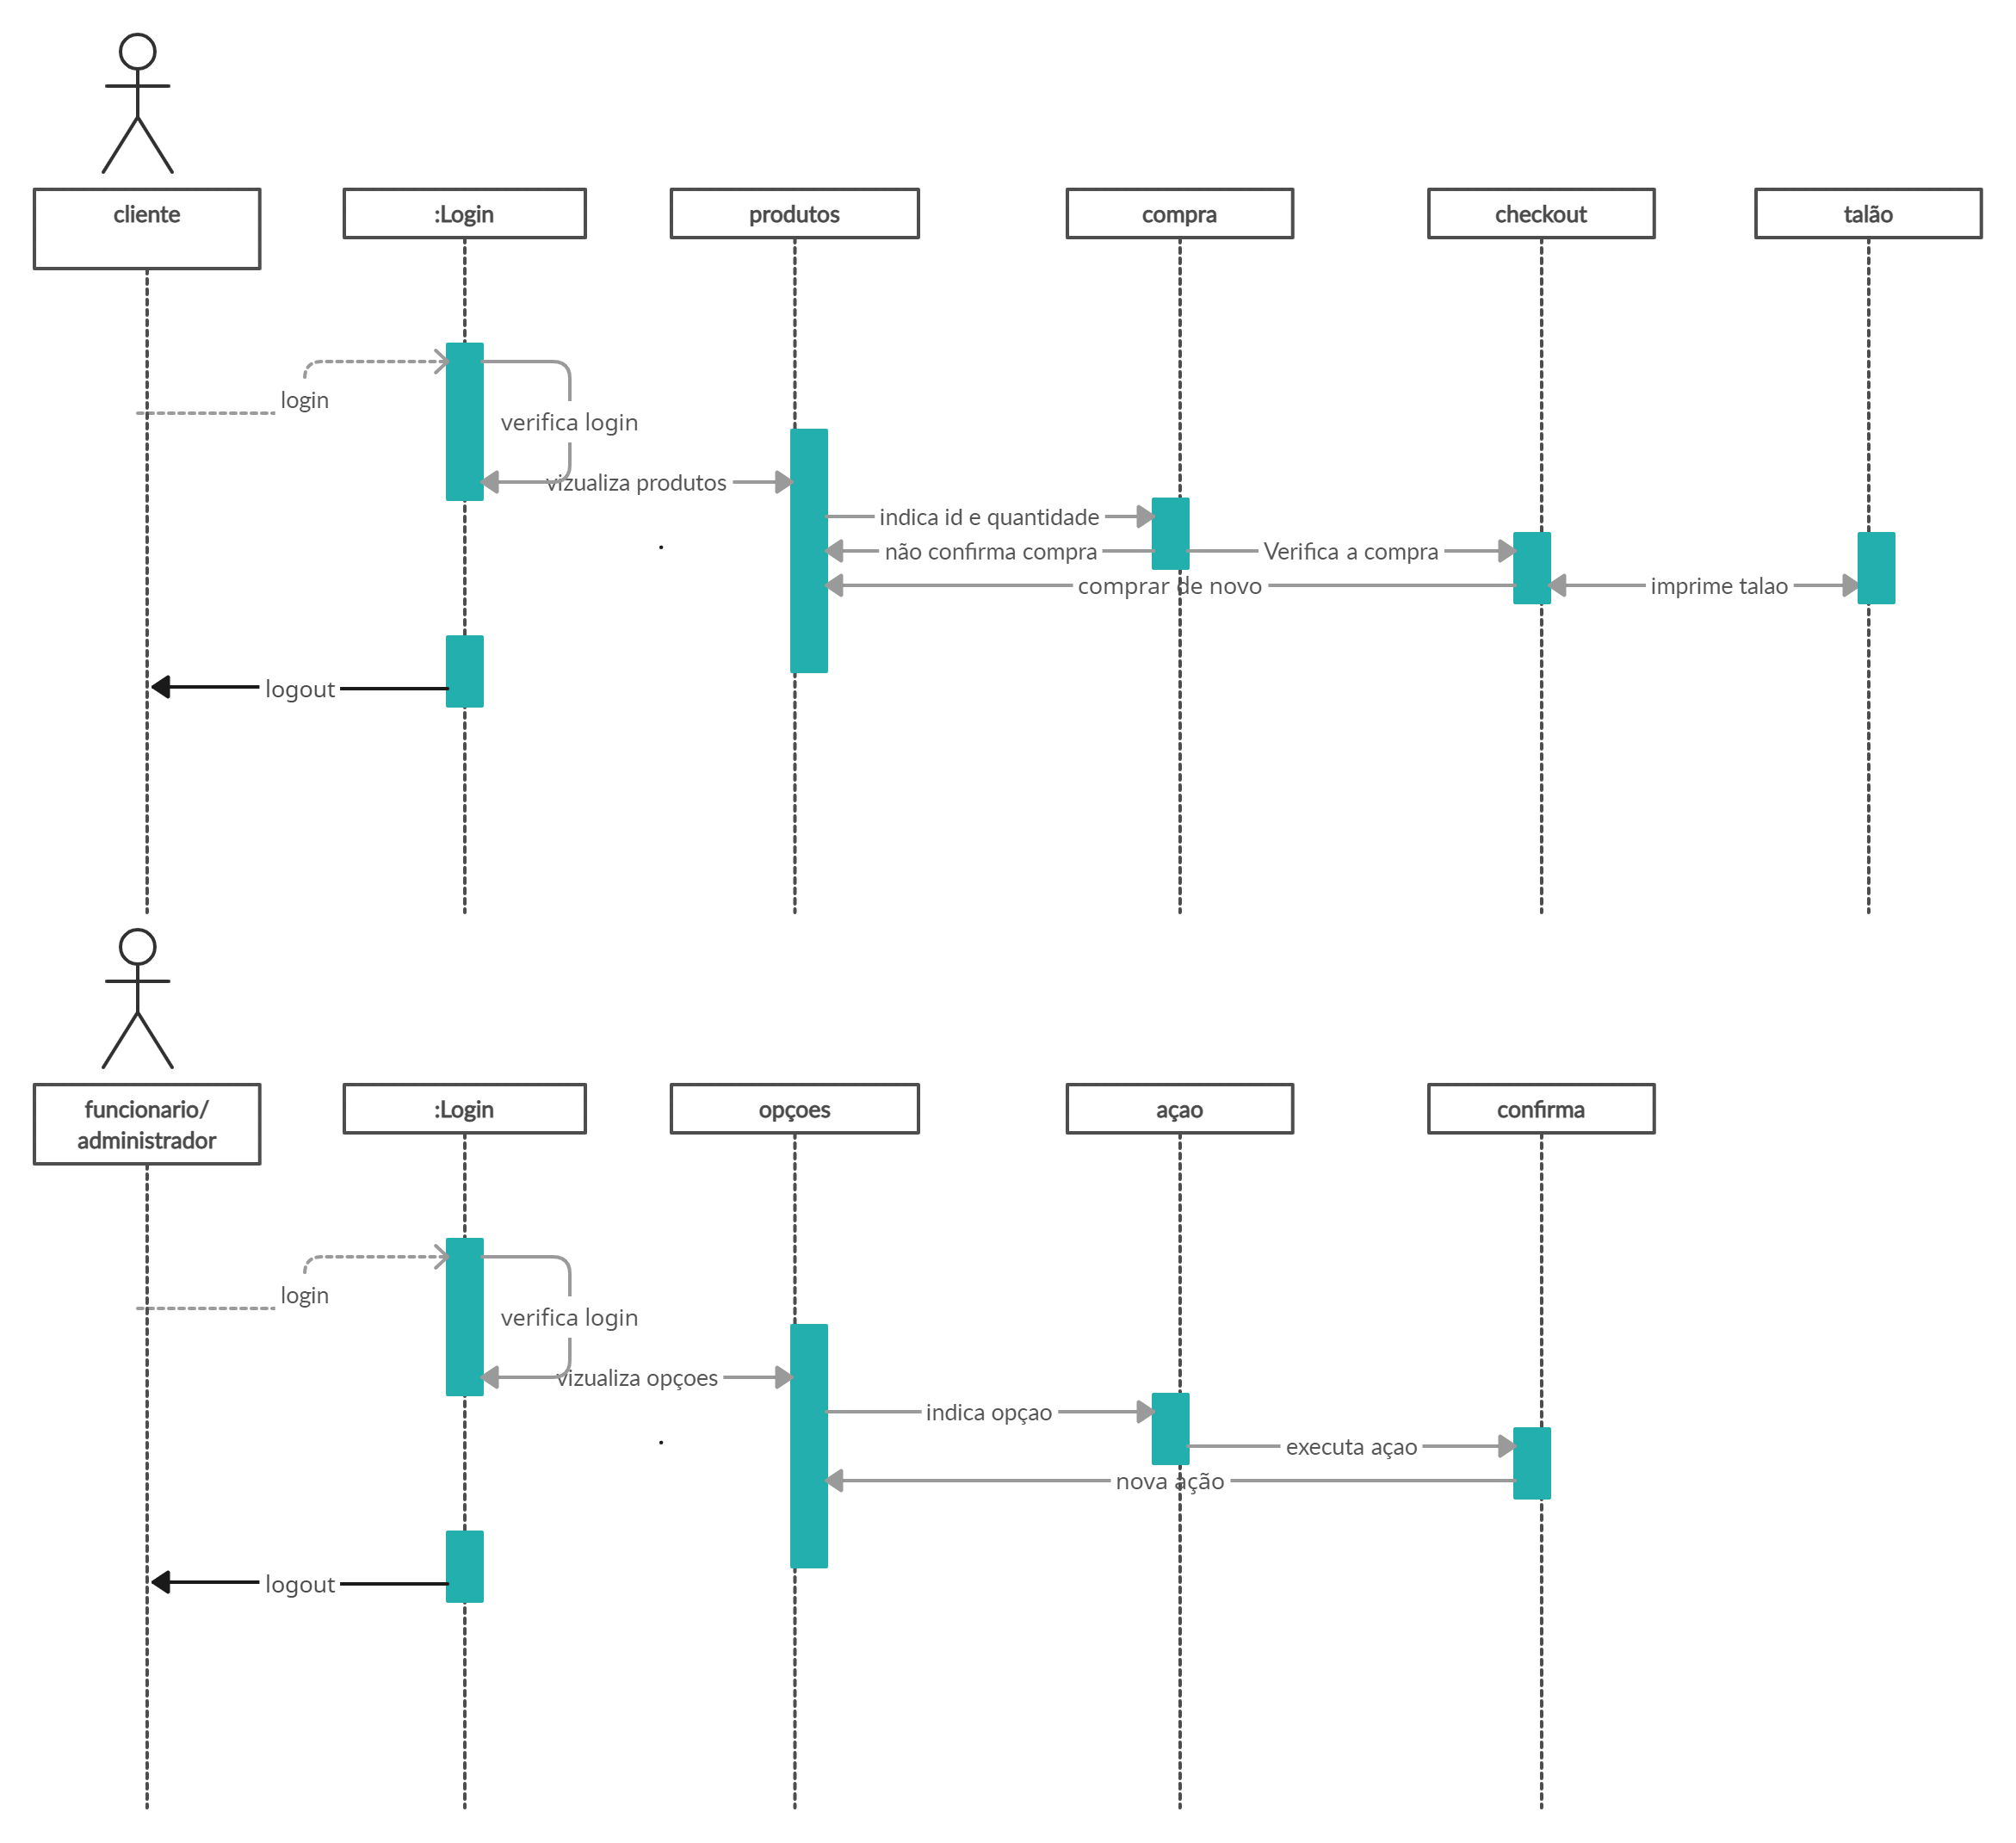 cliente
:Login
produtos
compra
checkout
talão
login
verifica login
vizualiza produtos
indica id e quantidade
não confirma compra
Verifica a compra
comprar de novo
imprime talao
logout
funcionario/
administrador
:Login
opçoes
açao
confirma
login
verifica login
vizualiza opçoes
indica opçao
executa açao
nova ação
logout